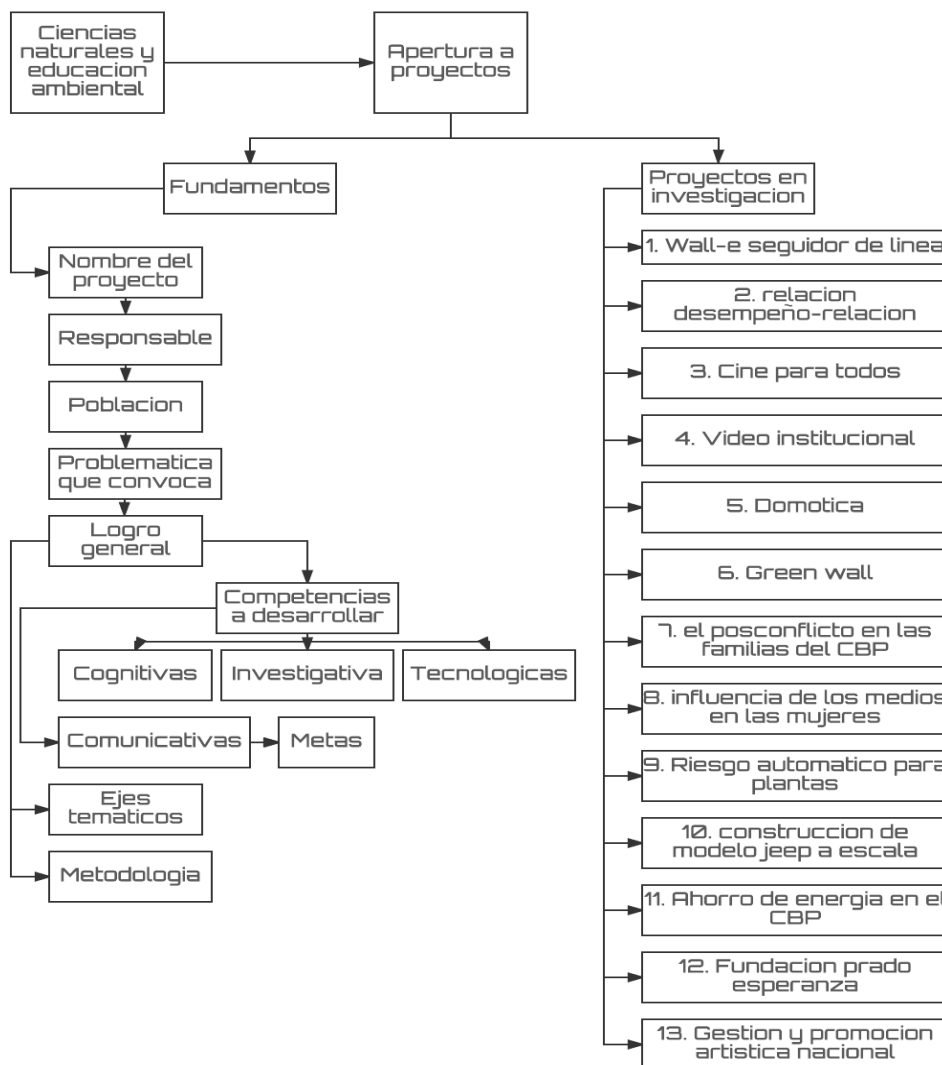 Ciencias
naturales y
educacion
ambiental
Apertura a
proyectos
Fundamentos
Nombre del
proyecto
Responsable
Poblacion
Problematica
que convoca
Logro
general
Competencias
a desarrollar
Cognitivas
Investigativa
Tecnologicas
Comunicativas
Metas
Ejes
tematicos
Metodologia
Proyectos en
investigacion
1. Wall-e seguidor de linea
2. relacion
desempeño-relacion
3. Cine para todos
4. Video institucional
5. Domotica
6. Green wall
7. el posconflicto en las
familias del CBP
8. influencia de los medios
en las mujeres
9. Riesgo automatico para
plantas
10. construccion de
modelo jeep a escala
11. Ahorro de energia en el
CBP
12. Fundacion prado
esperanza
13. Gestion y promocion
artistica nacional